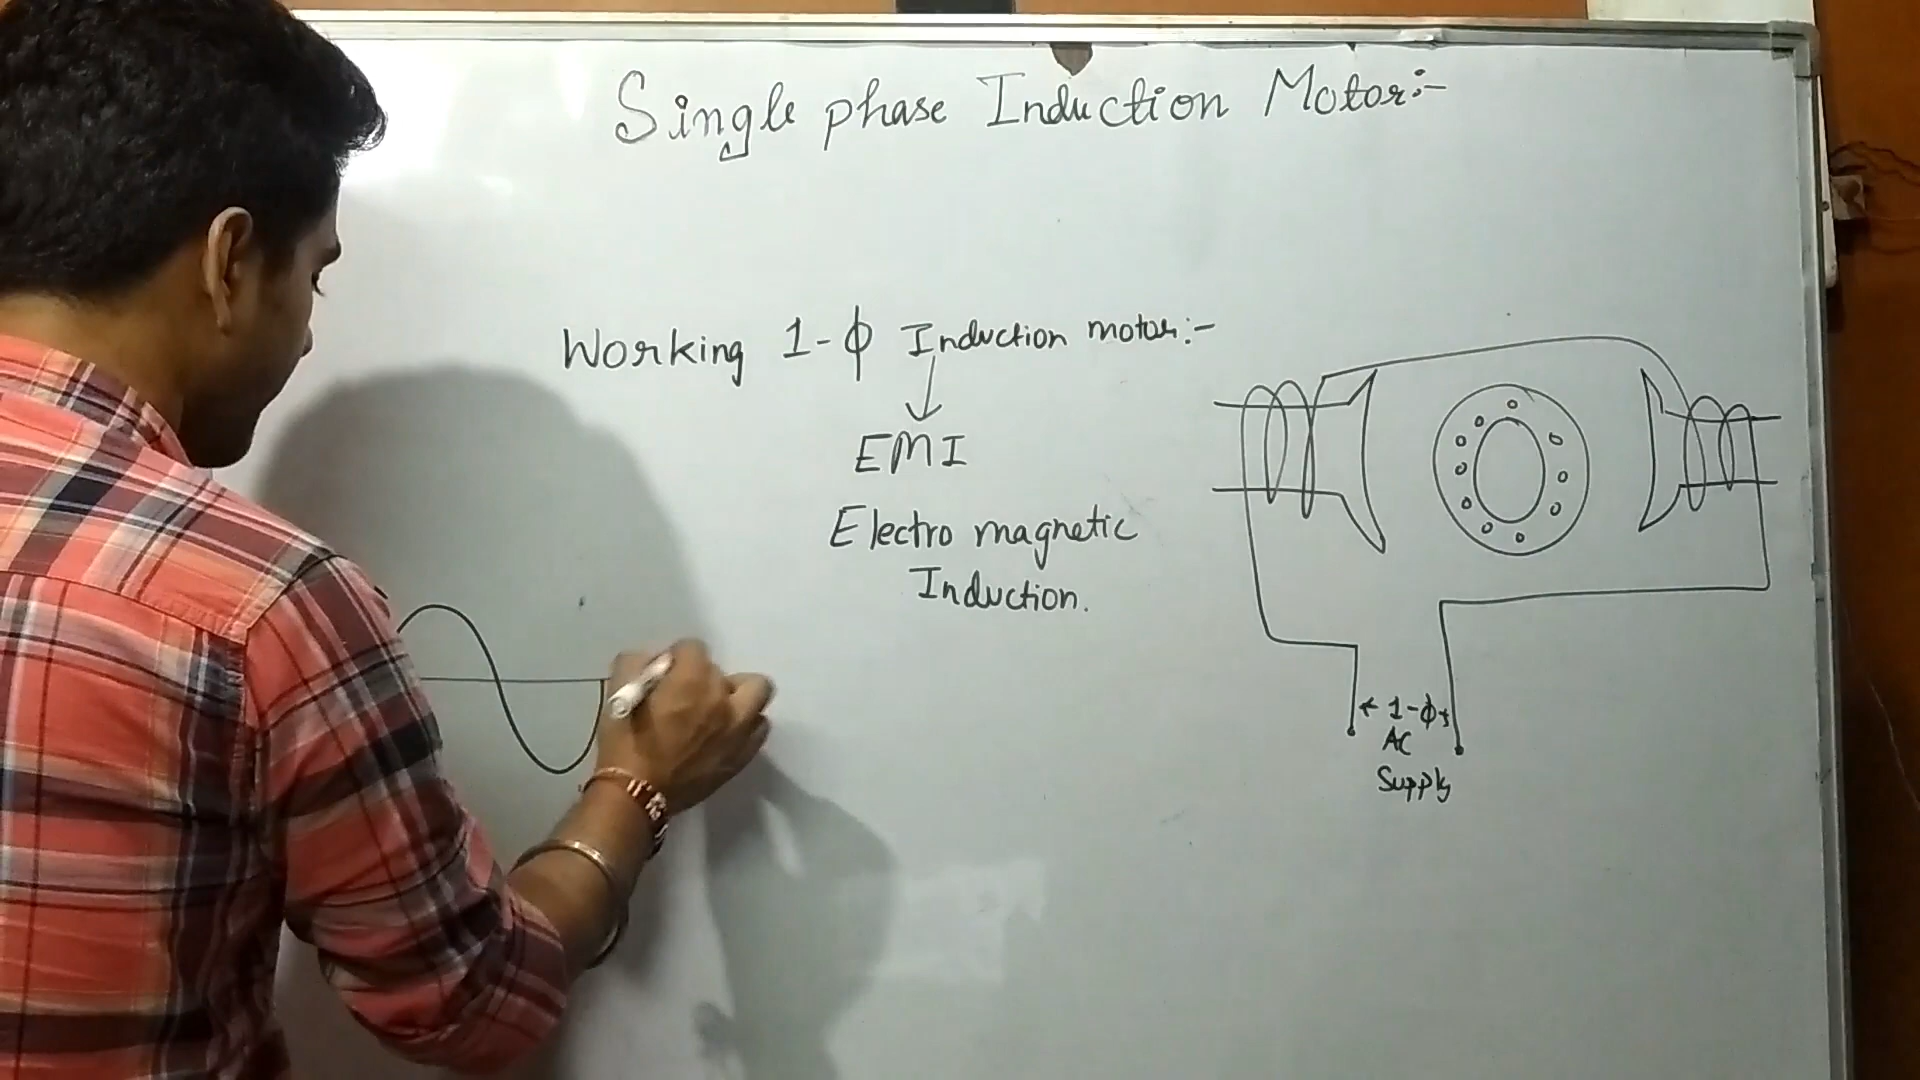 Single phase Induction Motor:-
Working 1-ϕ Induction motor:-
EMI
Electro magnetic
Induction.
1-ϕ
AC
Supply